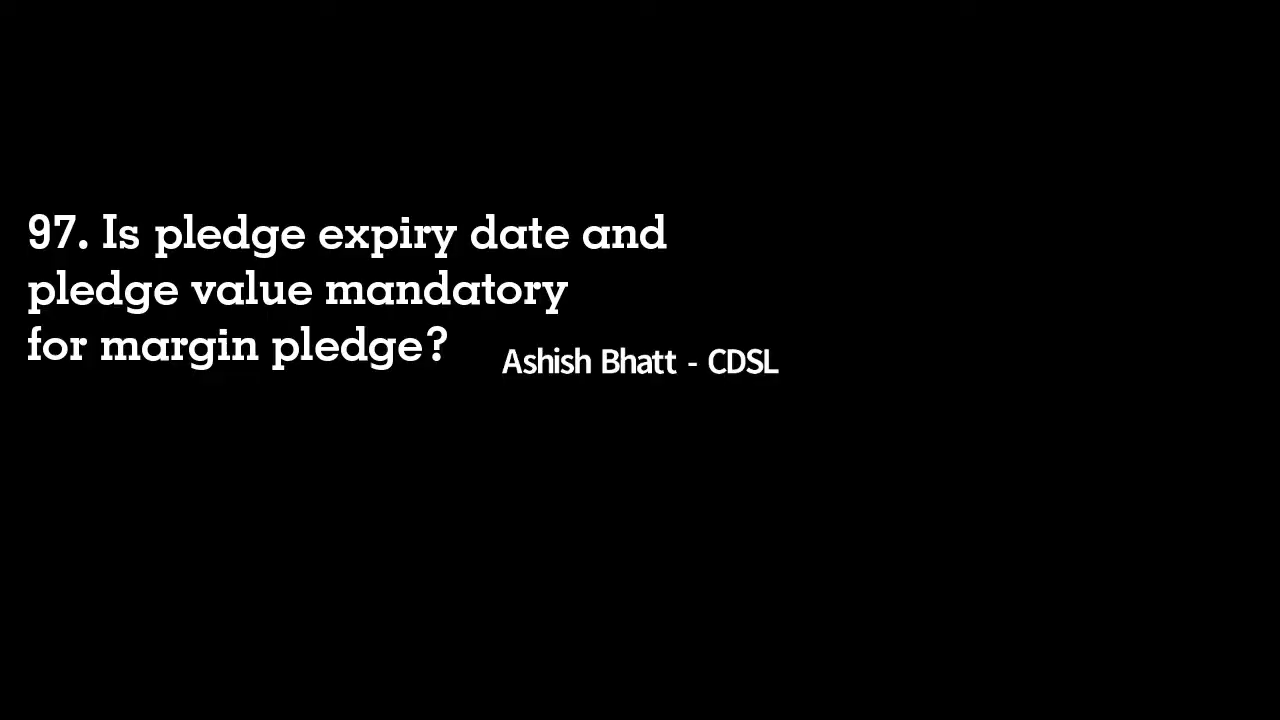 97. Is pledge expiry date and
pledge value mandatory
for margin pledge?
Ashish Bhatt - CDSL